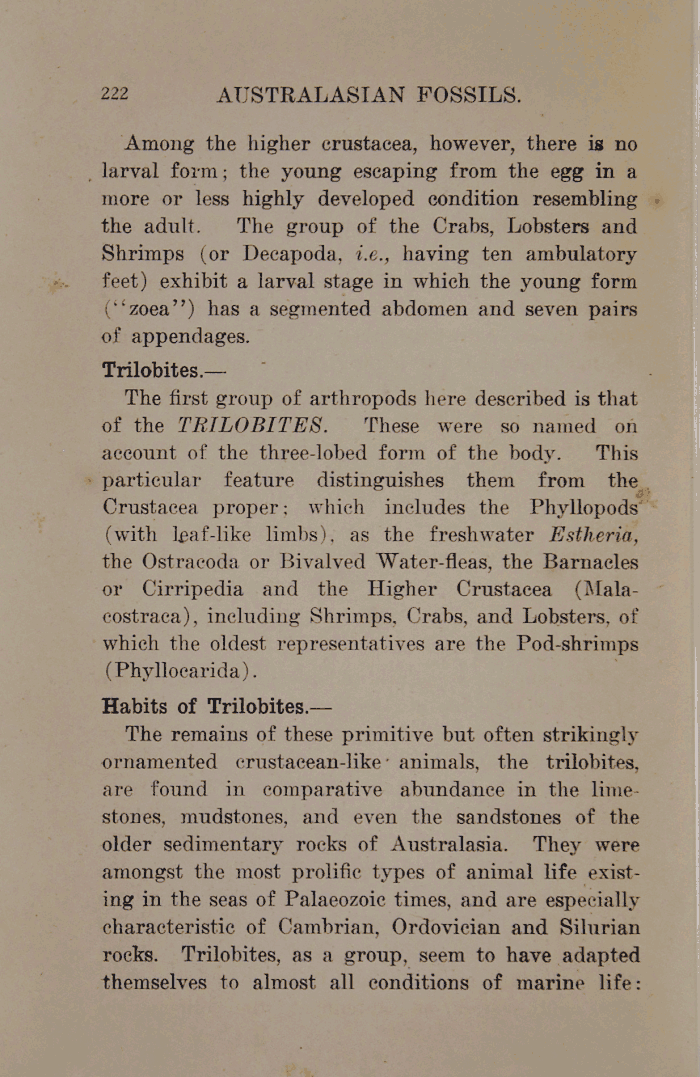 222 AUSTRALASIAN FOSSILS.
Among the higher crustacea, however, there is no
larval form; the young escaping from the egg in a
more or less highly developed condition resembling
the adult. The group of the Crabs, Lobsters and
Shrimps (or Decapoda, i.e., having ten ambulatory
feet) exhibit a larval stage in which the young form
(‘‘zoea’’) has a segmented abdomen and seven pairs
of appendages.
Trilobites.—
The first group of arthropods here described is that
of the TRILOBITES. These were so named on
account of the three-lobed form of the body. This
particular feature distinguishes them from the
Crustacea proper; which includes the Phyllopods
(with leaf-like limbs), as the freshwater Estheria,
the Ostracoda or Bivalved Water-fleas, the Barnacles
or Cirripedia and the Higher Crustacea (Mala-
costraca), including Shrimps, Crabs, and Lobsters, of
which the oldest representatives are the Pod-shrimps
(Phyllocarida).
Habits of Trilobites.—
The remains of these primitive but often strikingly
ornamented crustacean-like animals, the trilobites,
are found in comparative abundance in the lime-
stones, mudstones, and even the sandstones of the
older sedimentary rocks of Australasia. They were
amongst the most prolific types of animal life exist-
ing in the seas of Palaeozoic times, and are especially
characteristic of Cambrian, Ordovician and Silurian
rocks. Trilobites, as a group, seem to have adapted
themselves to almost all conditions of marine life: